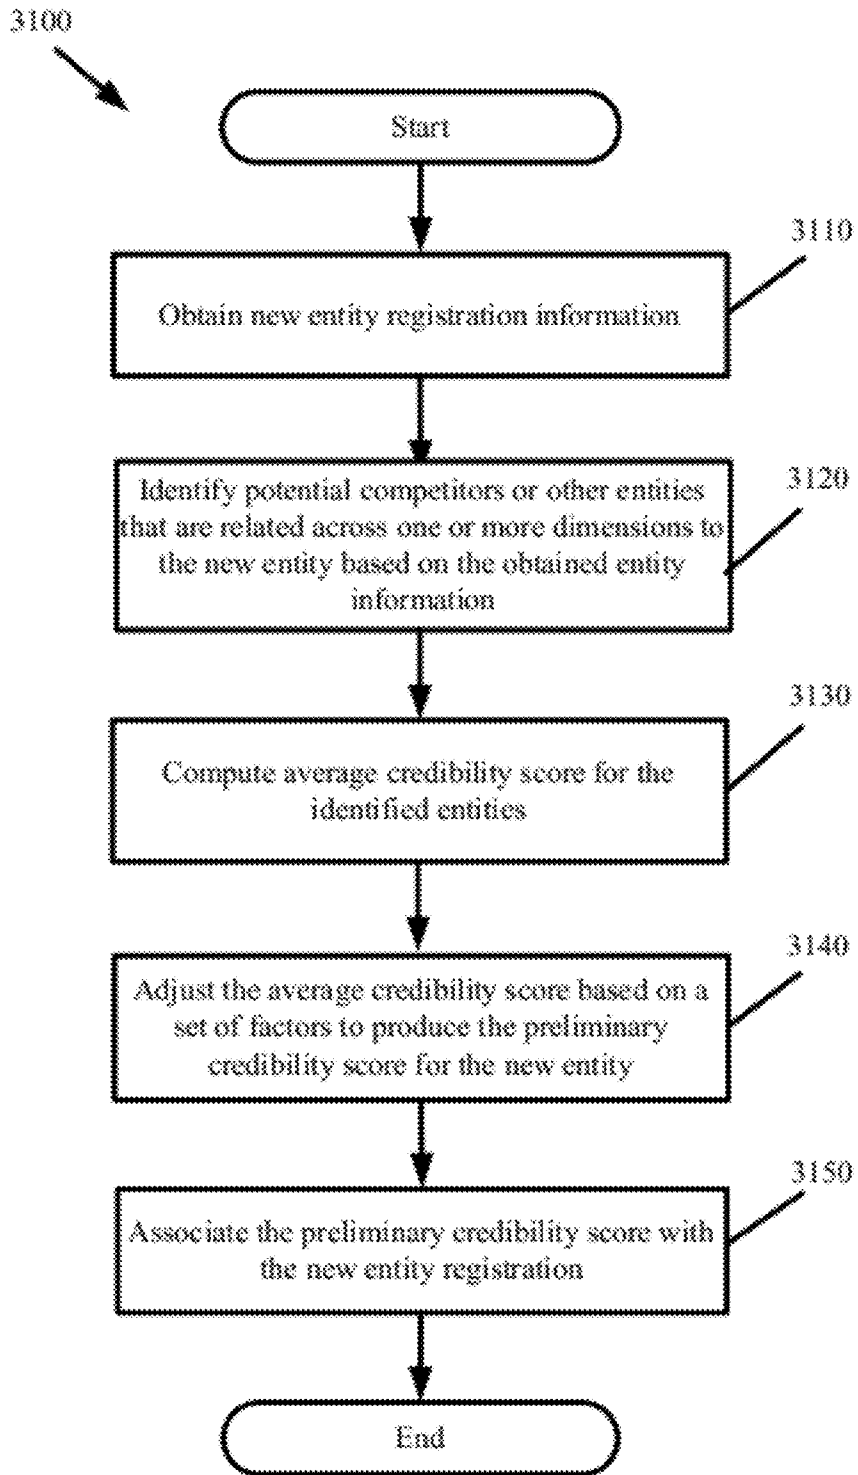 3100
Start
3110
Obtain new entity registration information
3120
Identify potential competitors or other entities
that are related across one or more dimensions to
the new entity based on the obtained entity
information
3130
Compute average credibility score for the
identified entities
3140
Adjust the average credibility score based on a
set of factors to produce the preliminary
credibility score for the new entity
3150
Associate the preliminary credibility score with
the new entity registration
End